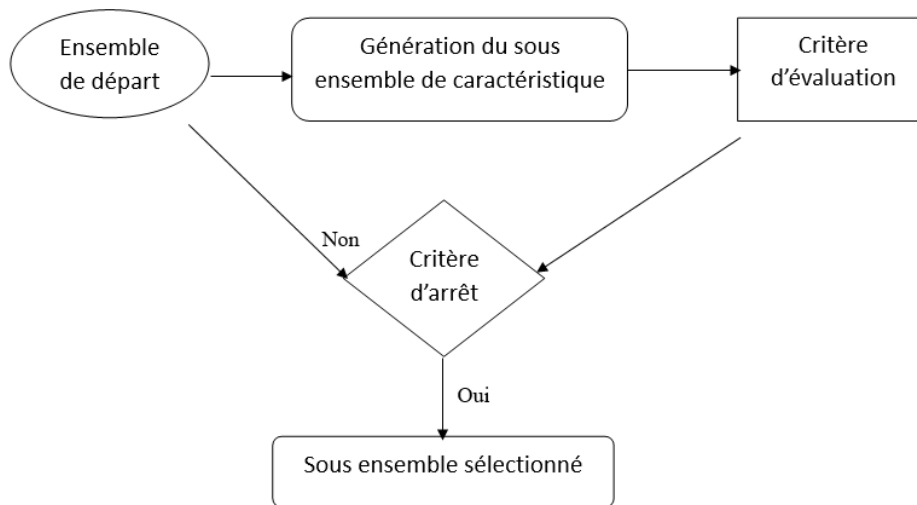 Ensemble
de départ
Génération du sous
ensemble de caractéristique
Critère
d'évaluation
Non
Critère
d'arrêt
Oui
Sous ensemble sélectionné